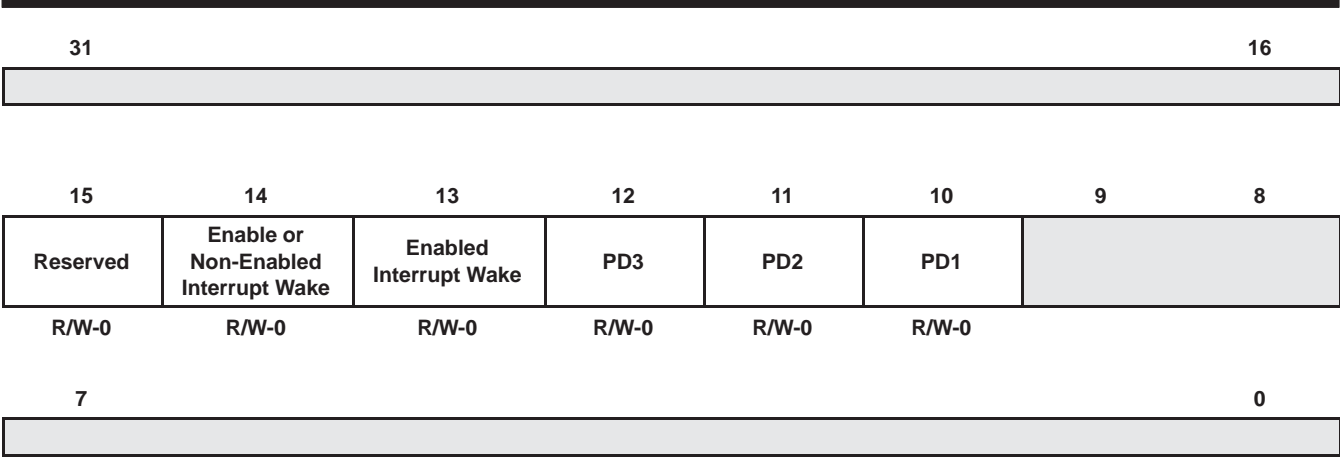 31 16
15 14 13 12 11 10 9 8
Reserved
Enable or
Non-Enabled
Interrupt Wake
Enabled
Interrupt Wake
PD3
PD2
PD1
R/W-0 R/W-0 R/W-0 R/W-0 R/W-0 R/W-0
7 0